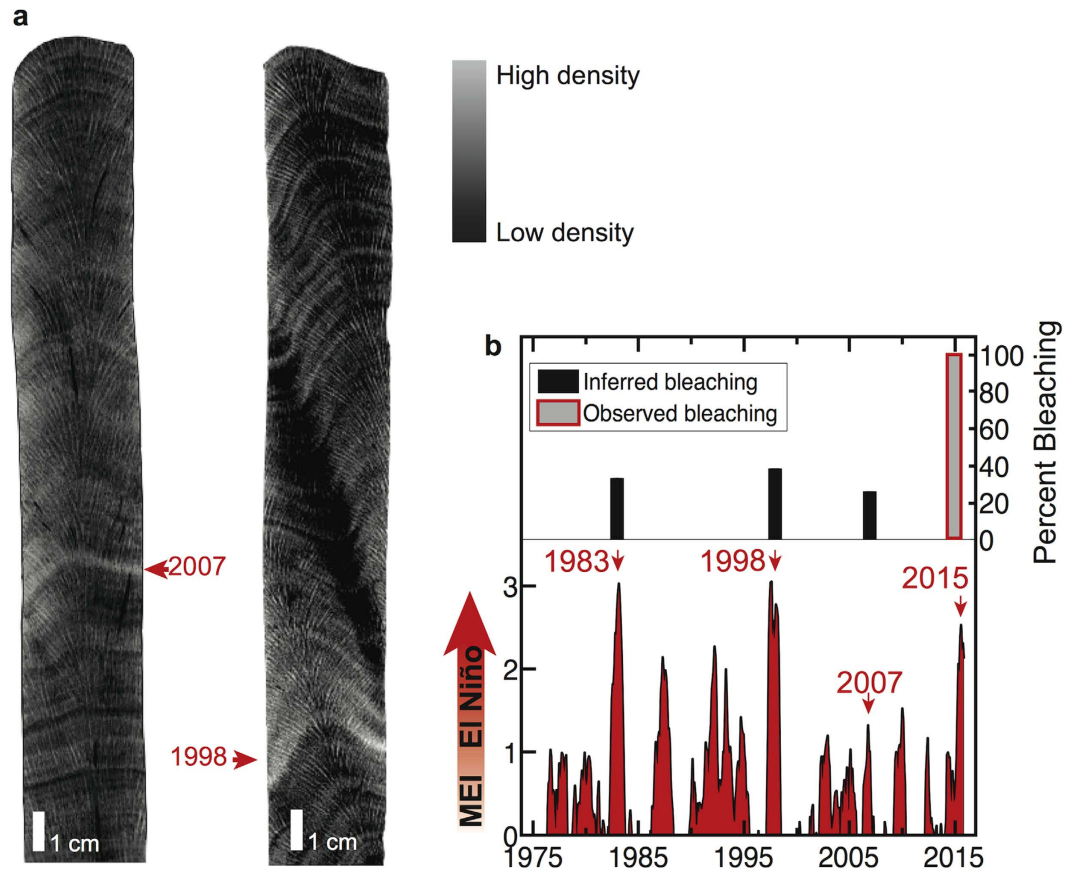 a
High density
Low density
2007
1998
1 cm
1 cm
b
Inferred bleaching
Observed bleaching
100
80
60
40
20
0
Percent Bleaching
1983
1998
2007
2015
3
2
1
0
MEI El Niño
1975
1985
1995
2005
2015